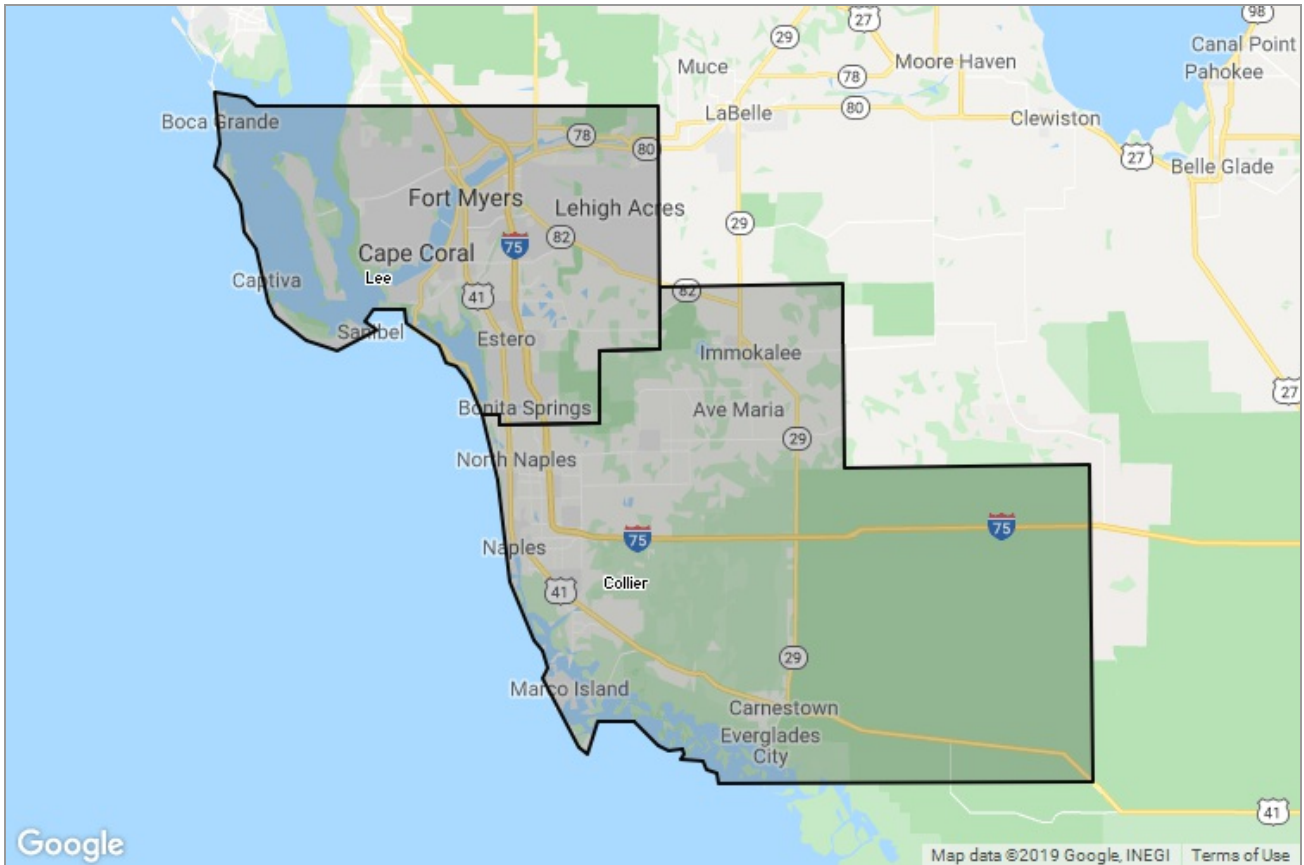 98
27
29
Canal Point
Muce
Moore Haven
Pahokee
78
Boca Grande
LaBelle
80
Clewiston
78
80
27
Belle Glade
Fort Myers
Lehigh Acres
29
82
75
Cape Coral
Lee
Captiva
82
41
Sanibel
Estero
Immokalee
27
Bonita Springs
Ave Maria
29
North Naples
75
Naples
75
Collier
41
29
Marco Island
Carnestown
Everglades
City
41
Google
Map data ©2019 Google, INEGI
Terms of Use